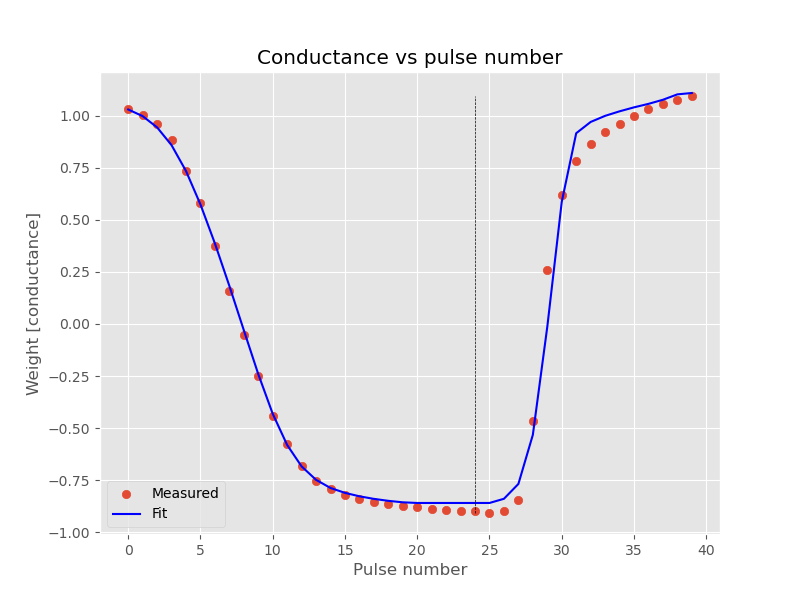 Conductance vs pulse number
Weight [conductance]
1.00
0.75
0.50
0.25
0.00
−0.25
−0.50
−0.75
−1.00
Measured
Fit
0 5 10 15 20 25 30 35 40
Pulse number